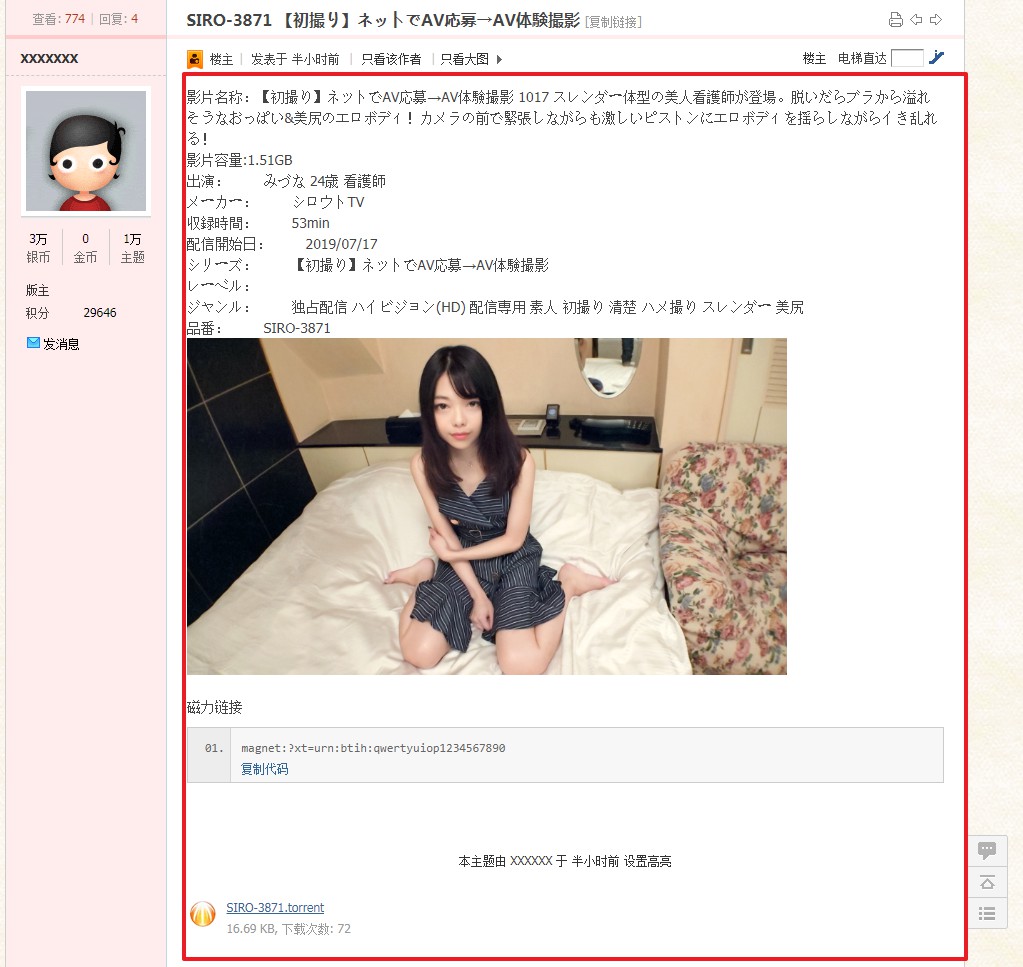 查看: 774 | 回复: 4
SIRO-3871 【初撮り】ネットでAV応募→AV体験撮影 [复制链接]
XXXXXXX
楼主 | 发表于 半小时前 | 只看该作者 | 只看大图
楼主 电梯直达
影片名称：【初撮り】ネットでAV応募→AV体験撮影 1017 スレンダー体型の美人看護師が登場。脱いだらブラから溢れ
そうなおっぱい&美尻のエロボディ！カメラの前で緊張しながらも激しいピストンにエロボディを揺らしながらイき乱れ
る！
影片容量:1.51GB
出演： みづな 24歳 看護師
メーカー： シロウトTV
収録時間： 53min
配信開始日： 2019/07/17
シリーズ： 【初撮り】ネットでAV応募→AV体験撮影
レーベル：
ジャンル： 独占配信 ハイビジョン(HD) 配信専用 素人 初撮り 清楚 ハメ撮り スレンダー 美尻
品番： SIRO-3871
3万 0 1万
银币 金币 主题
版主
积分 29646
发消息
磁力链接
01. magnet:?xt=urn:btih:qwertyuiop1234567890
复制代码
本主题由 XXXXXX 于 半小时前 设置高亮
SIRO-3871.torrent
16.69 KB, 下载次数: 72